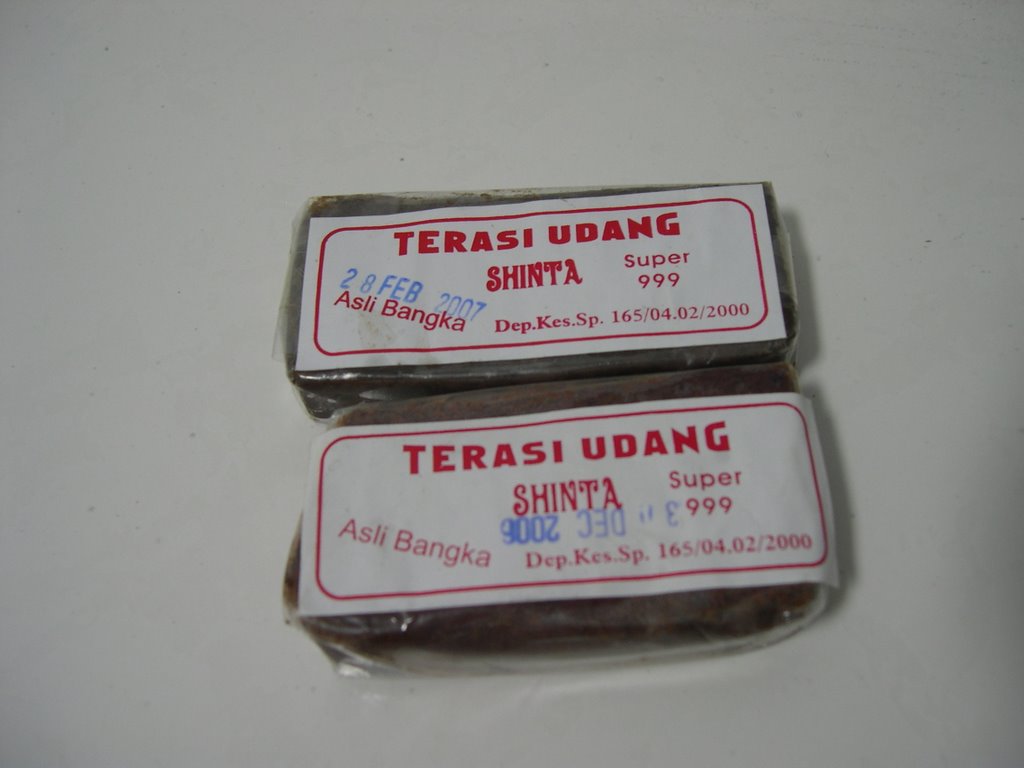 TERASI UDANG
SHINTA
Super
999
28 FEB 2007
Asli Bangka
Dep.Kes.Sp. 165/04.02/2000
TERASI UDANG
SHINTA
Super
999
DEC 2006
Asli Bangka
Dep.Kes.Sp. 165/04.02/2000